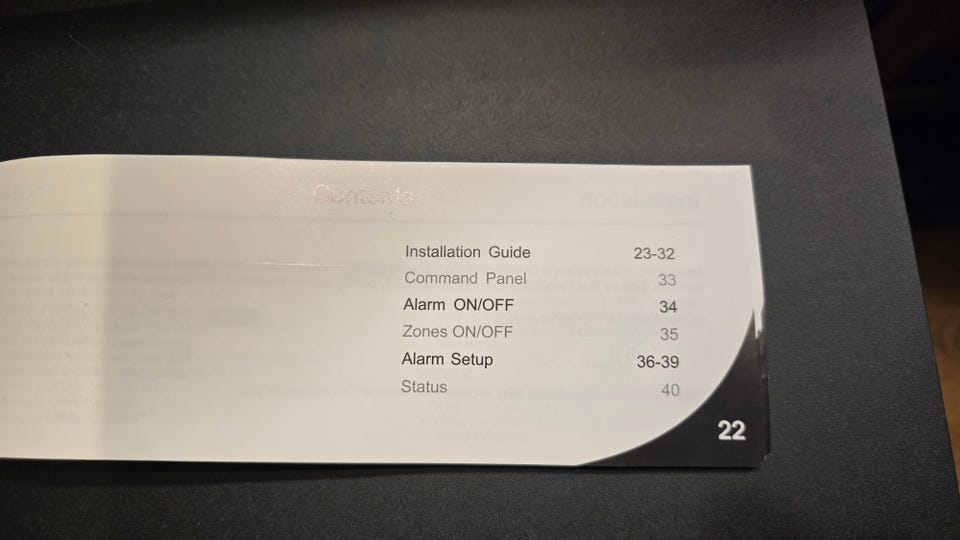 Contents
Installation Guide 23-32
Command Panel 33
Alarm ON/OFF 34
Zones ON/OFF 35
Alarm Setup 36-39
Status 40
22